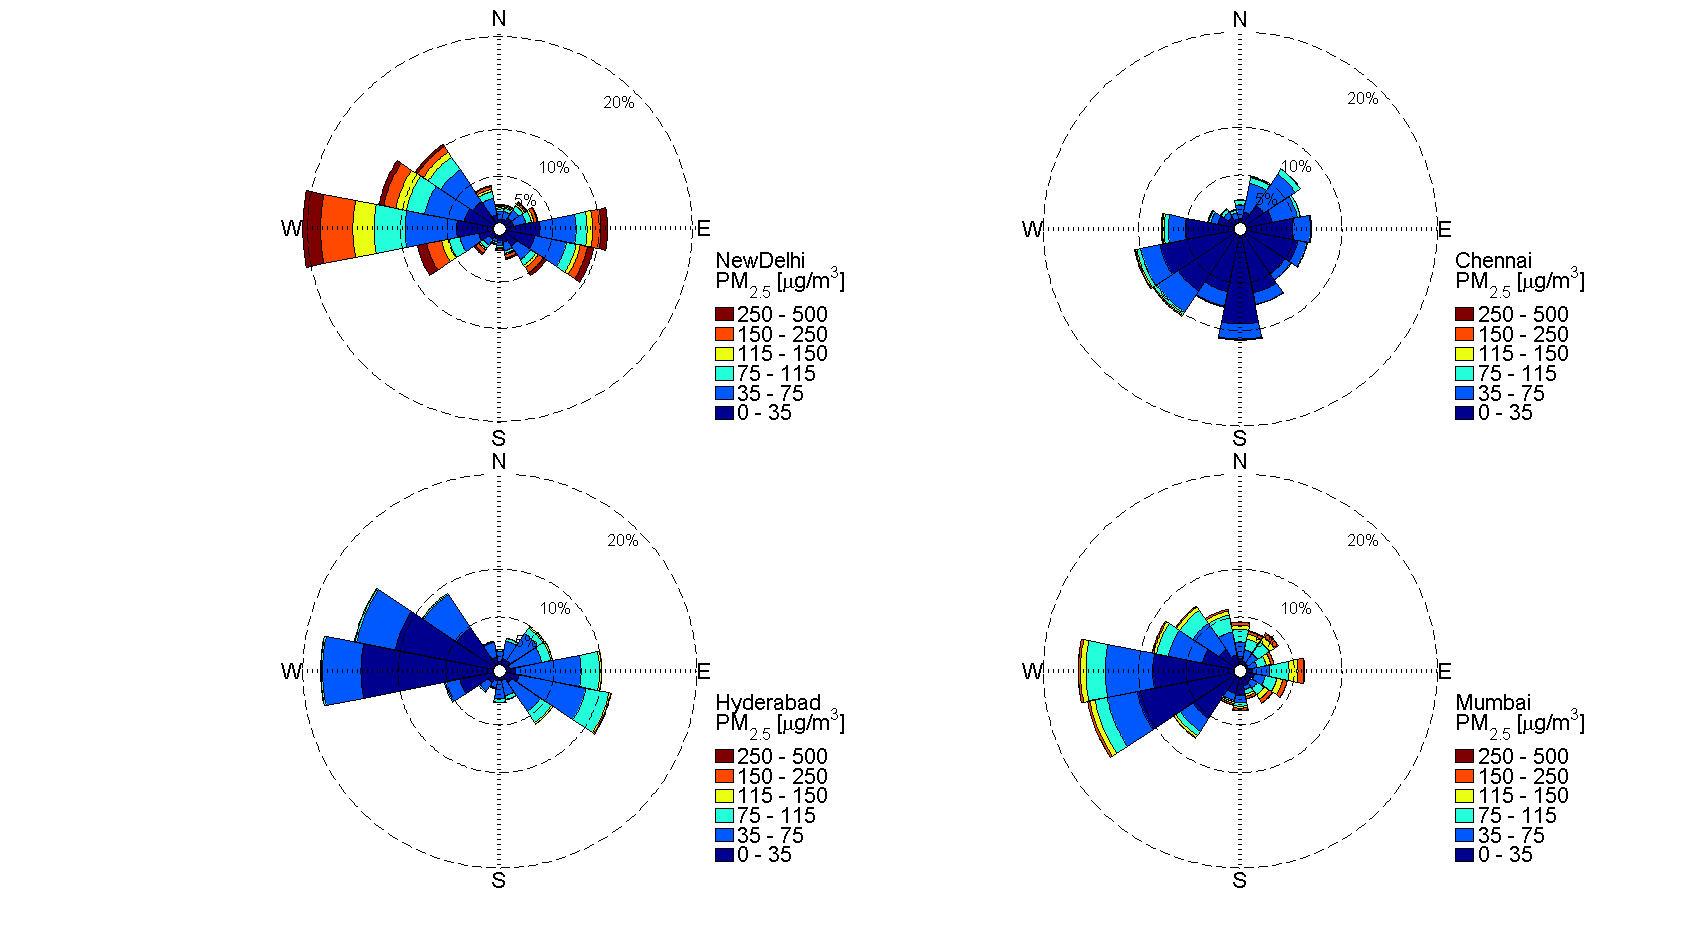 N
20%
10%
5%
W
E
S
NewDelhi
PM2.5 [μg/m3]
250 - 500
150 - 250
115 - 150
75 - 115
35 - 75
0 - 35
N
20%
10%
5%
W
E
S
Chennai
PM2.5 [μg/m3]
250 - 500
150 - 250
115 - 150
75 - 115
35 - 75
0 - 35
N
20%
10%
5%
W
E
S
Hyderabad
PM2.5 [μg/m3]
250 - 500
150 - 250
115 - 150
75 - 115
35 - 75
0 - 35
N
20%
10%
W
E
S
Mumbai
PM2.5 [μg/m3]
250 - 500
150 - 250
115 - 150
75 - 115
35 - 75
0 - 35